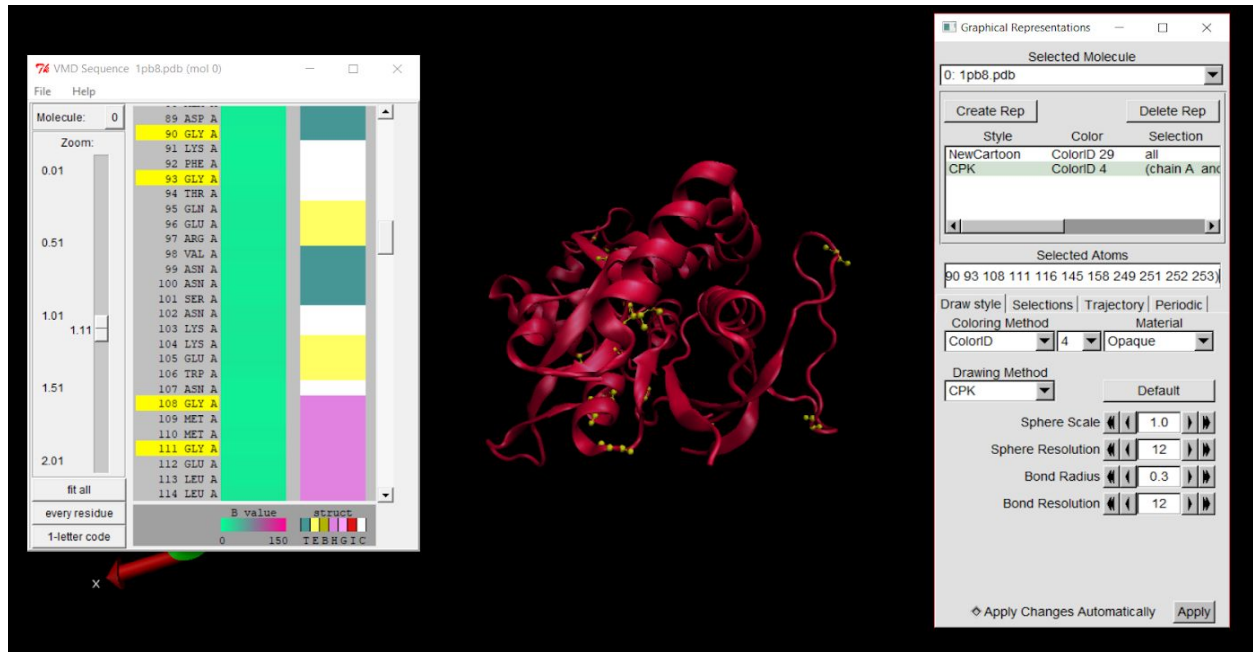 VMD Sequence 1pb8.pdb (mol 0)
File Help
Molecule: 0
Zoom:
0.01
0.51
1.01
1.11
1.51
2.01
fit all
every residue
1-letter code
89 ASP A
90 GLY A
91 LYS A
92 PHE A
93 GLY A
94 THR A
95 GLN A
96 GLU A
97 ARG A
98 VAL A
99 ASN A
100 ASN A
101 SER A
102 ASN A
103 LYS A
104 LYS A
105 GLU A
106 TRP A
107 ASN A
108 GLY A
109 MET A
110 MET A
111 GLY A
112 GLU A
113 LEU A
114 LEU A
B value struct
0 150 T E B H G I C
x
Graphical Representations
Selected Molecule
0: 1pb8.pdb
Create Rep Delete Rep
Style Color Selection
NewCartoon ColorID 29 all
CPK ColorID 4 (chain A and
Selected Atoms
90 93 108 111 116 145 158 249 251 252 253)
Draw style Selections Trajectory Periodic
Coloring Method Material
ColorID 4 Opaque
Drawing Method
CPK Default
Sphere Scale 1.0
Sphere Resolution 12
Bond Radius 0.3
Bond Resolution 12
Apply Changes Automatically Apply